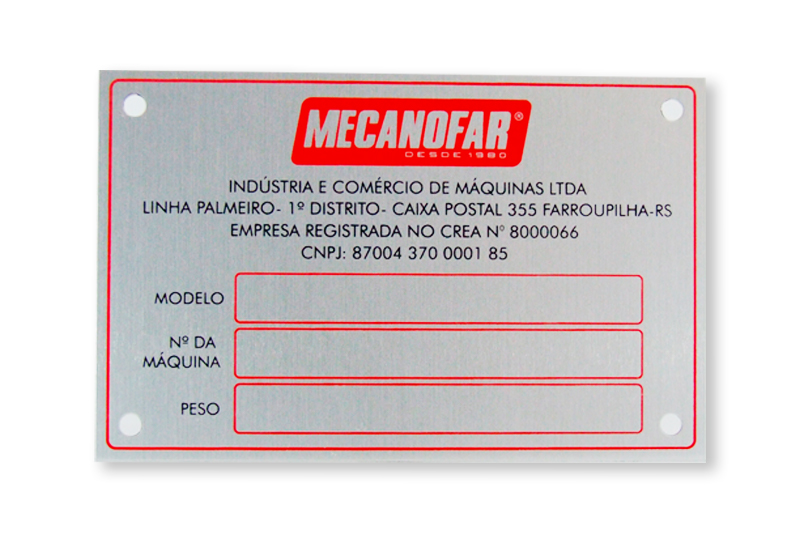 MECANOFAR®
DESDE 1980
INDÚSTRIA E COMÉRCIO DE MÁQUINAS LTDA
LINHA PALMEIRO- 1º DISTRITO- CAIXA POSTAL 355 FARROUPILHA-RS
EMPRESA REGISTRADA NO CREA N° 8000066
CNPJ: 87004 370 0001 85
MODELO
Nº DA
MÁQUINA
PESO